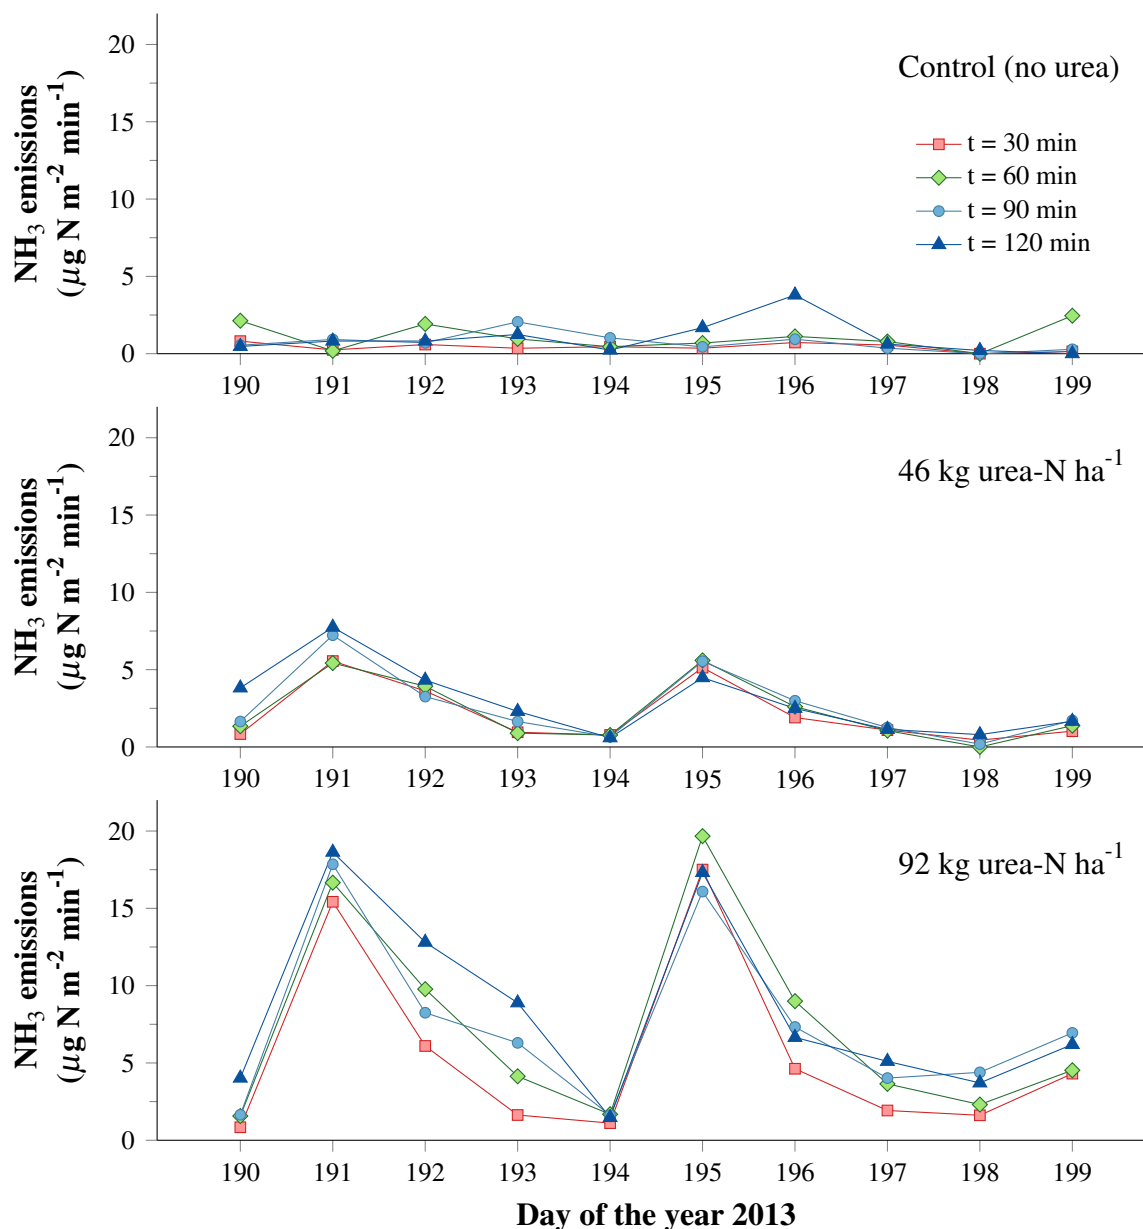 20
15
10
5
0
NH₃ emissions
(µg N m⁻² min⁻¹)
Control (no urea)
t = 30 min
t = 60 min
t = 90 min
t = 120 min
190 191 192 193 194 195 196 197 198 199
20
15
10
5
0
NH₃ emissions
(µg N m⁻² min⁻¹)
46 kg urea-N ha⁻¹
190 191 192 193 194 195 196 197 198 199
20
15
10
5
0
NH₃ emissions
(µg N m⁻² min⁻¹)
92 kg urea-N ha⁻¹
190 191 192 193 194 195 196 197 198 199
Day of the year 2013